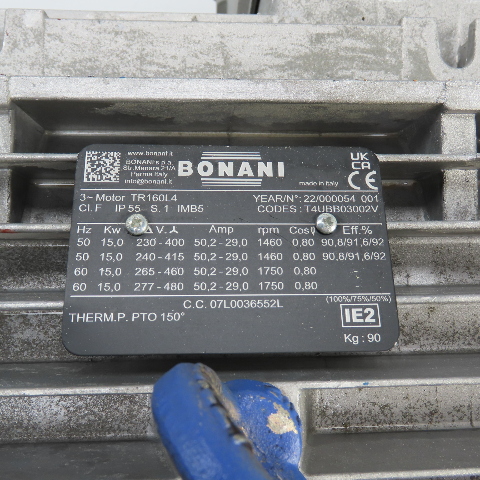 www.bonani.it
BONANI s.p.a.
Str.Manara 21/A
Parma Italy
info@bonani.it
BONANI
UK
CA
made in Italy CE
3~Motor TR160L4 YEAR/N°: 22/000054 001
Cl.F IP 55 S.1 IMB5 CODES: T4UBB03002V
Hz Kw Δ V. Amp rpm Cosf Eff.%
50 15,0 230-400 50,2-29,0 1460 0,80 90,8/91,6/92
50 15,0 240-415 50,2-29,0 1460 0,80 90,8/91,6/92
60 15,0 265-460 50,2-29,0 1750 0,80 -
60 15,0 277-480 50,2-29,0 1750 0,80 -
C.C. 07L0036552L (100%/75%/50%)
THERM.P. PTO 150° IE2
Kg: 90